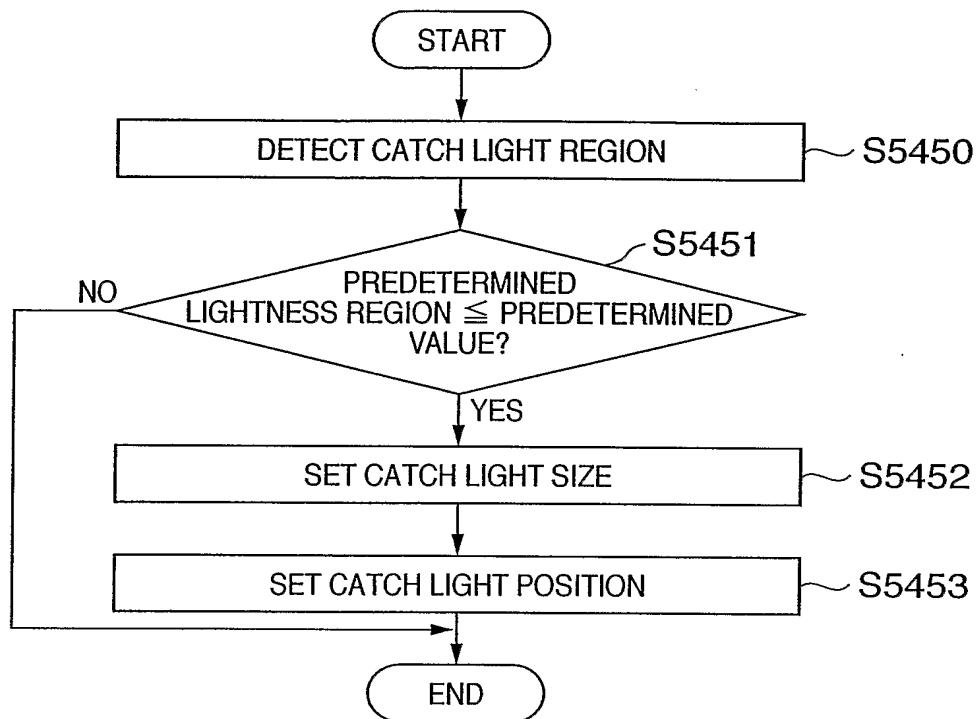 START
DETECT CATCH LIGHT REGION
S5450
S5451
NO
PREDETERMINED
LIGHTNESS REGION ≦ PREDETERMINED
VALUE?
YES
SET CATCH LIGHT SIZE
S5452
SET CATCH LIGHT POSITION
S5453
END